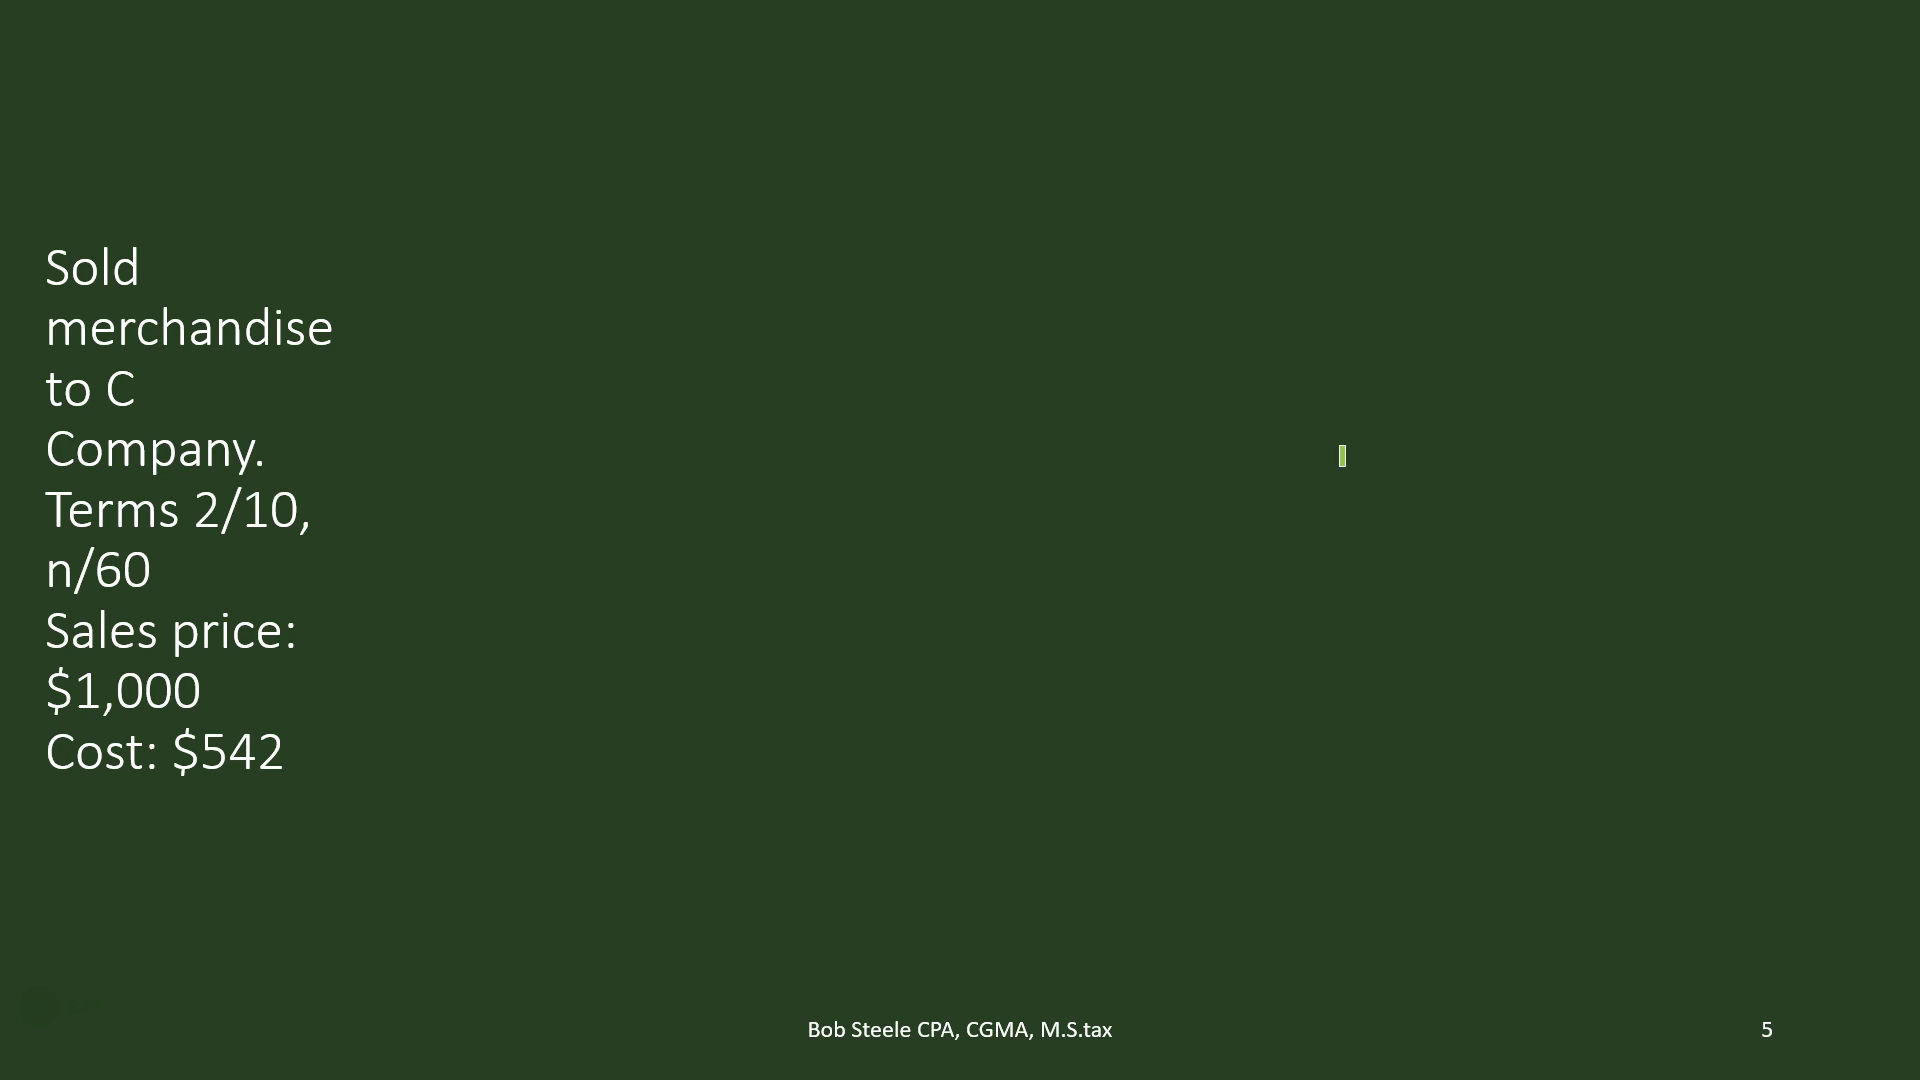 Sold
merchandise
to C
Company.
Terms 2/10,
n/60
Sales price:
$1,000
Cost: $542
Bob Steele CPA, CGMA, M.S.tax
5